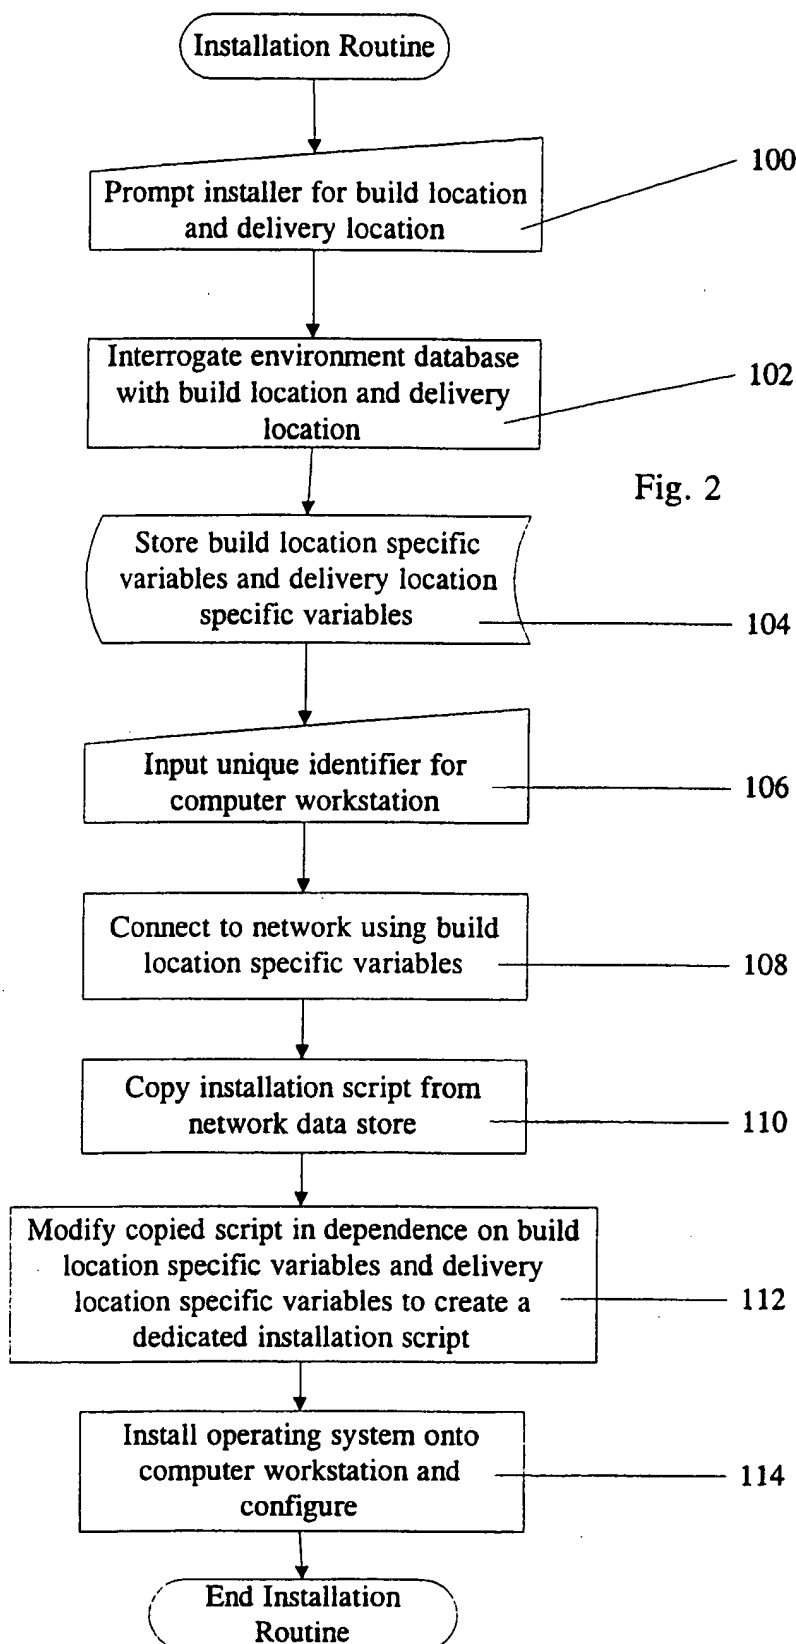 Installation Routine
Prompt installer for build location
and delivery location
100
Interrogate environment database
with build location and delivery
location
102
Fig. 2
Store build location specific
variables and delivery location
specific variables
104
Input unique identifier for
computer workstation
106
Connect to network using build
location specific variables
108
Copy installation script from
network data store
110
Modify copied script in dependence on build
location specific variables and delivery
location specific variables to create a
dedicated installation script
112
Install operating system onto
computer workstation and
configure
114
End Installation
Routine